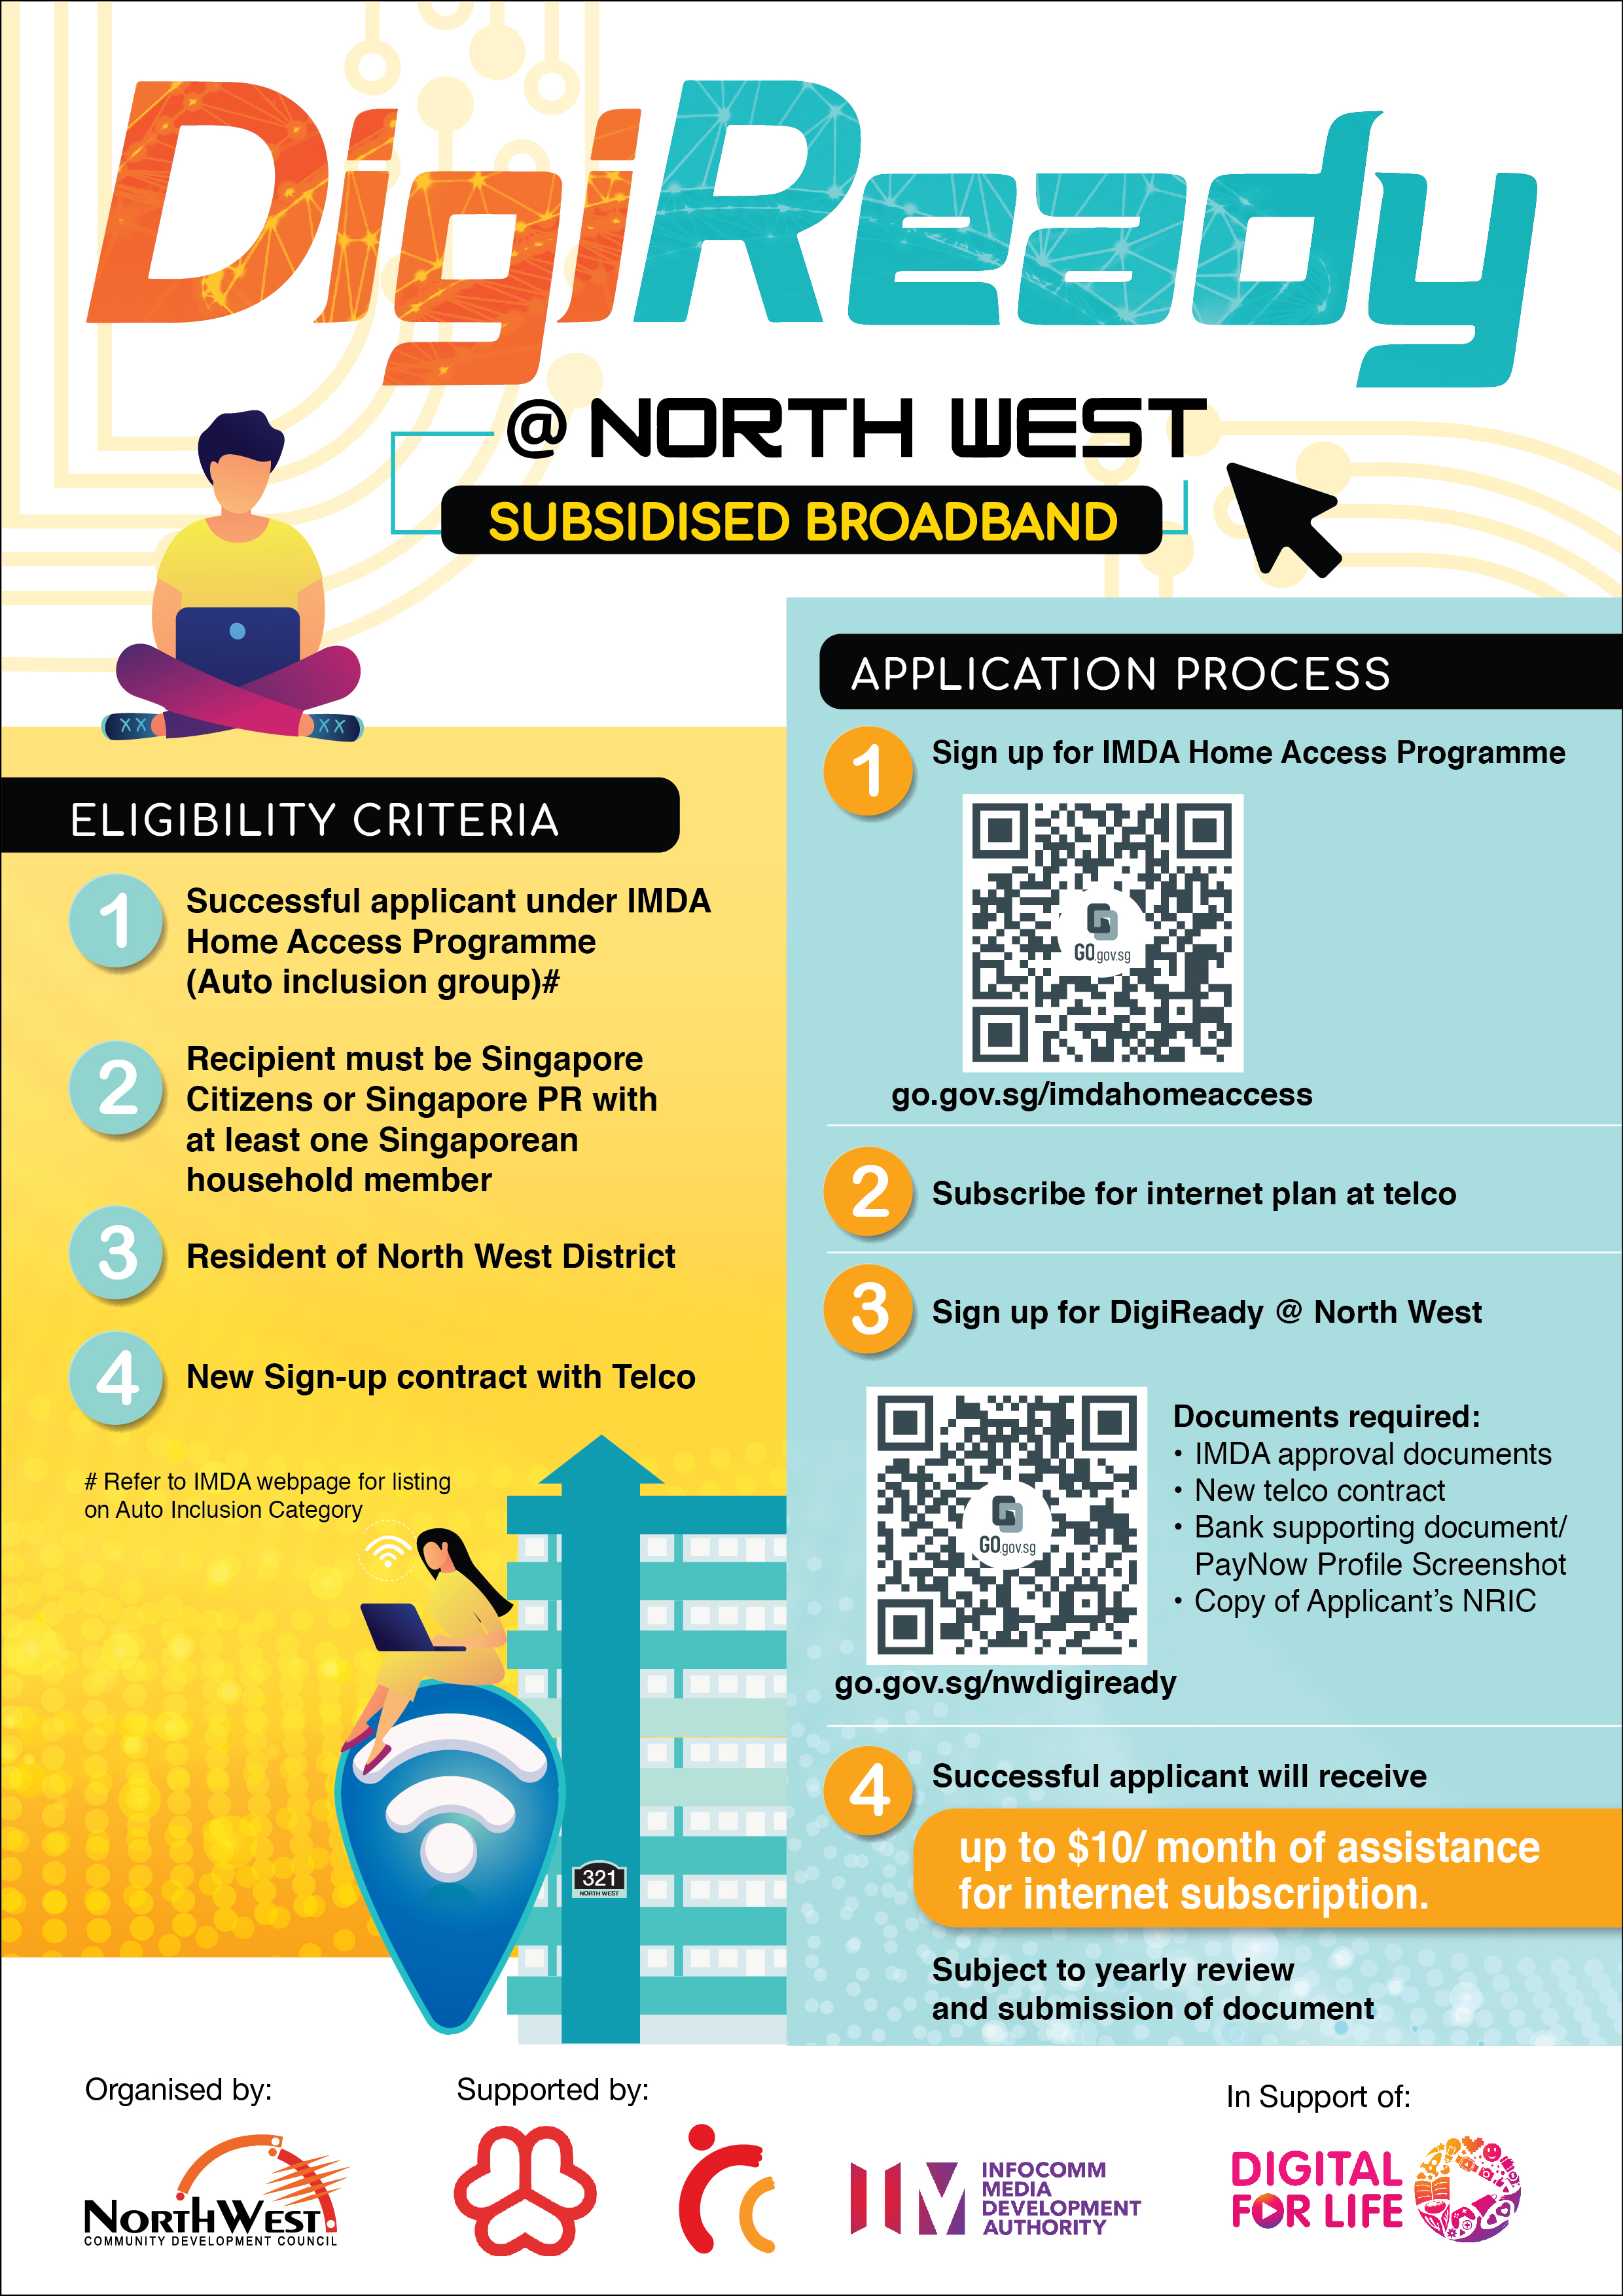 DigiReady
@ NORTH WEST
SUBSIDISED BROADBAND
ELIGIBILITY CRITERIA
1
Successful applicant under IMDA
Home Access Programme
(Auto inclusion group)#
2
Recipient must be Singapore
Citizens or Singapore PR with
at least one Singaporean
household member
3
Resident of North West District
4
New Sign-up contract with Telco
# Refer to IMDA webpage for listing
on Auto Inclusion Category
321
NORTH WEST
APPLICATION PROCESS
1
Sign up for IMDA Home Access Programme
GO.gov.sg
go.gov.sg/imdahomeaccess
2
Subscribe for internet plan at telco
3
Sign up for DigiReady @ North West
GO.gov.sg
go.gov.sg/nwdigiready
Documents required:
• IMDA approval documents
• New telco contract
• Bank supporting document/
PayNow Profile Screenshot
• Copy of Applicant's NRIC
4
Successful applicant will receive
up to $10/ month of assistance
for internet subscription.
Subject to yearly review
and submission of document
Organised by:
NORTH WEST
COMMUNITY DEVELOPMENT COUNCIL
Supported by:
INFOCOMM
MEDIA
DEVELOPMENT
AUTHORITY
In Support of:
DIGITAL
FOR LIFE